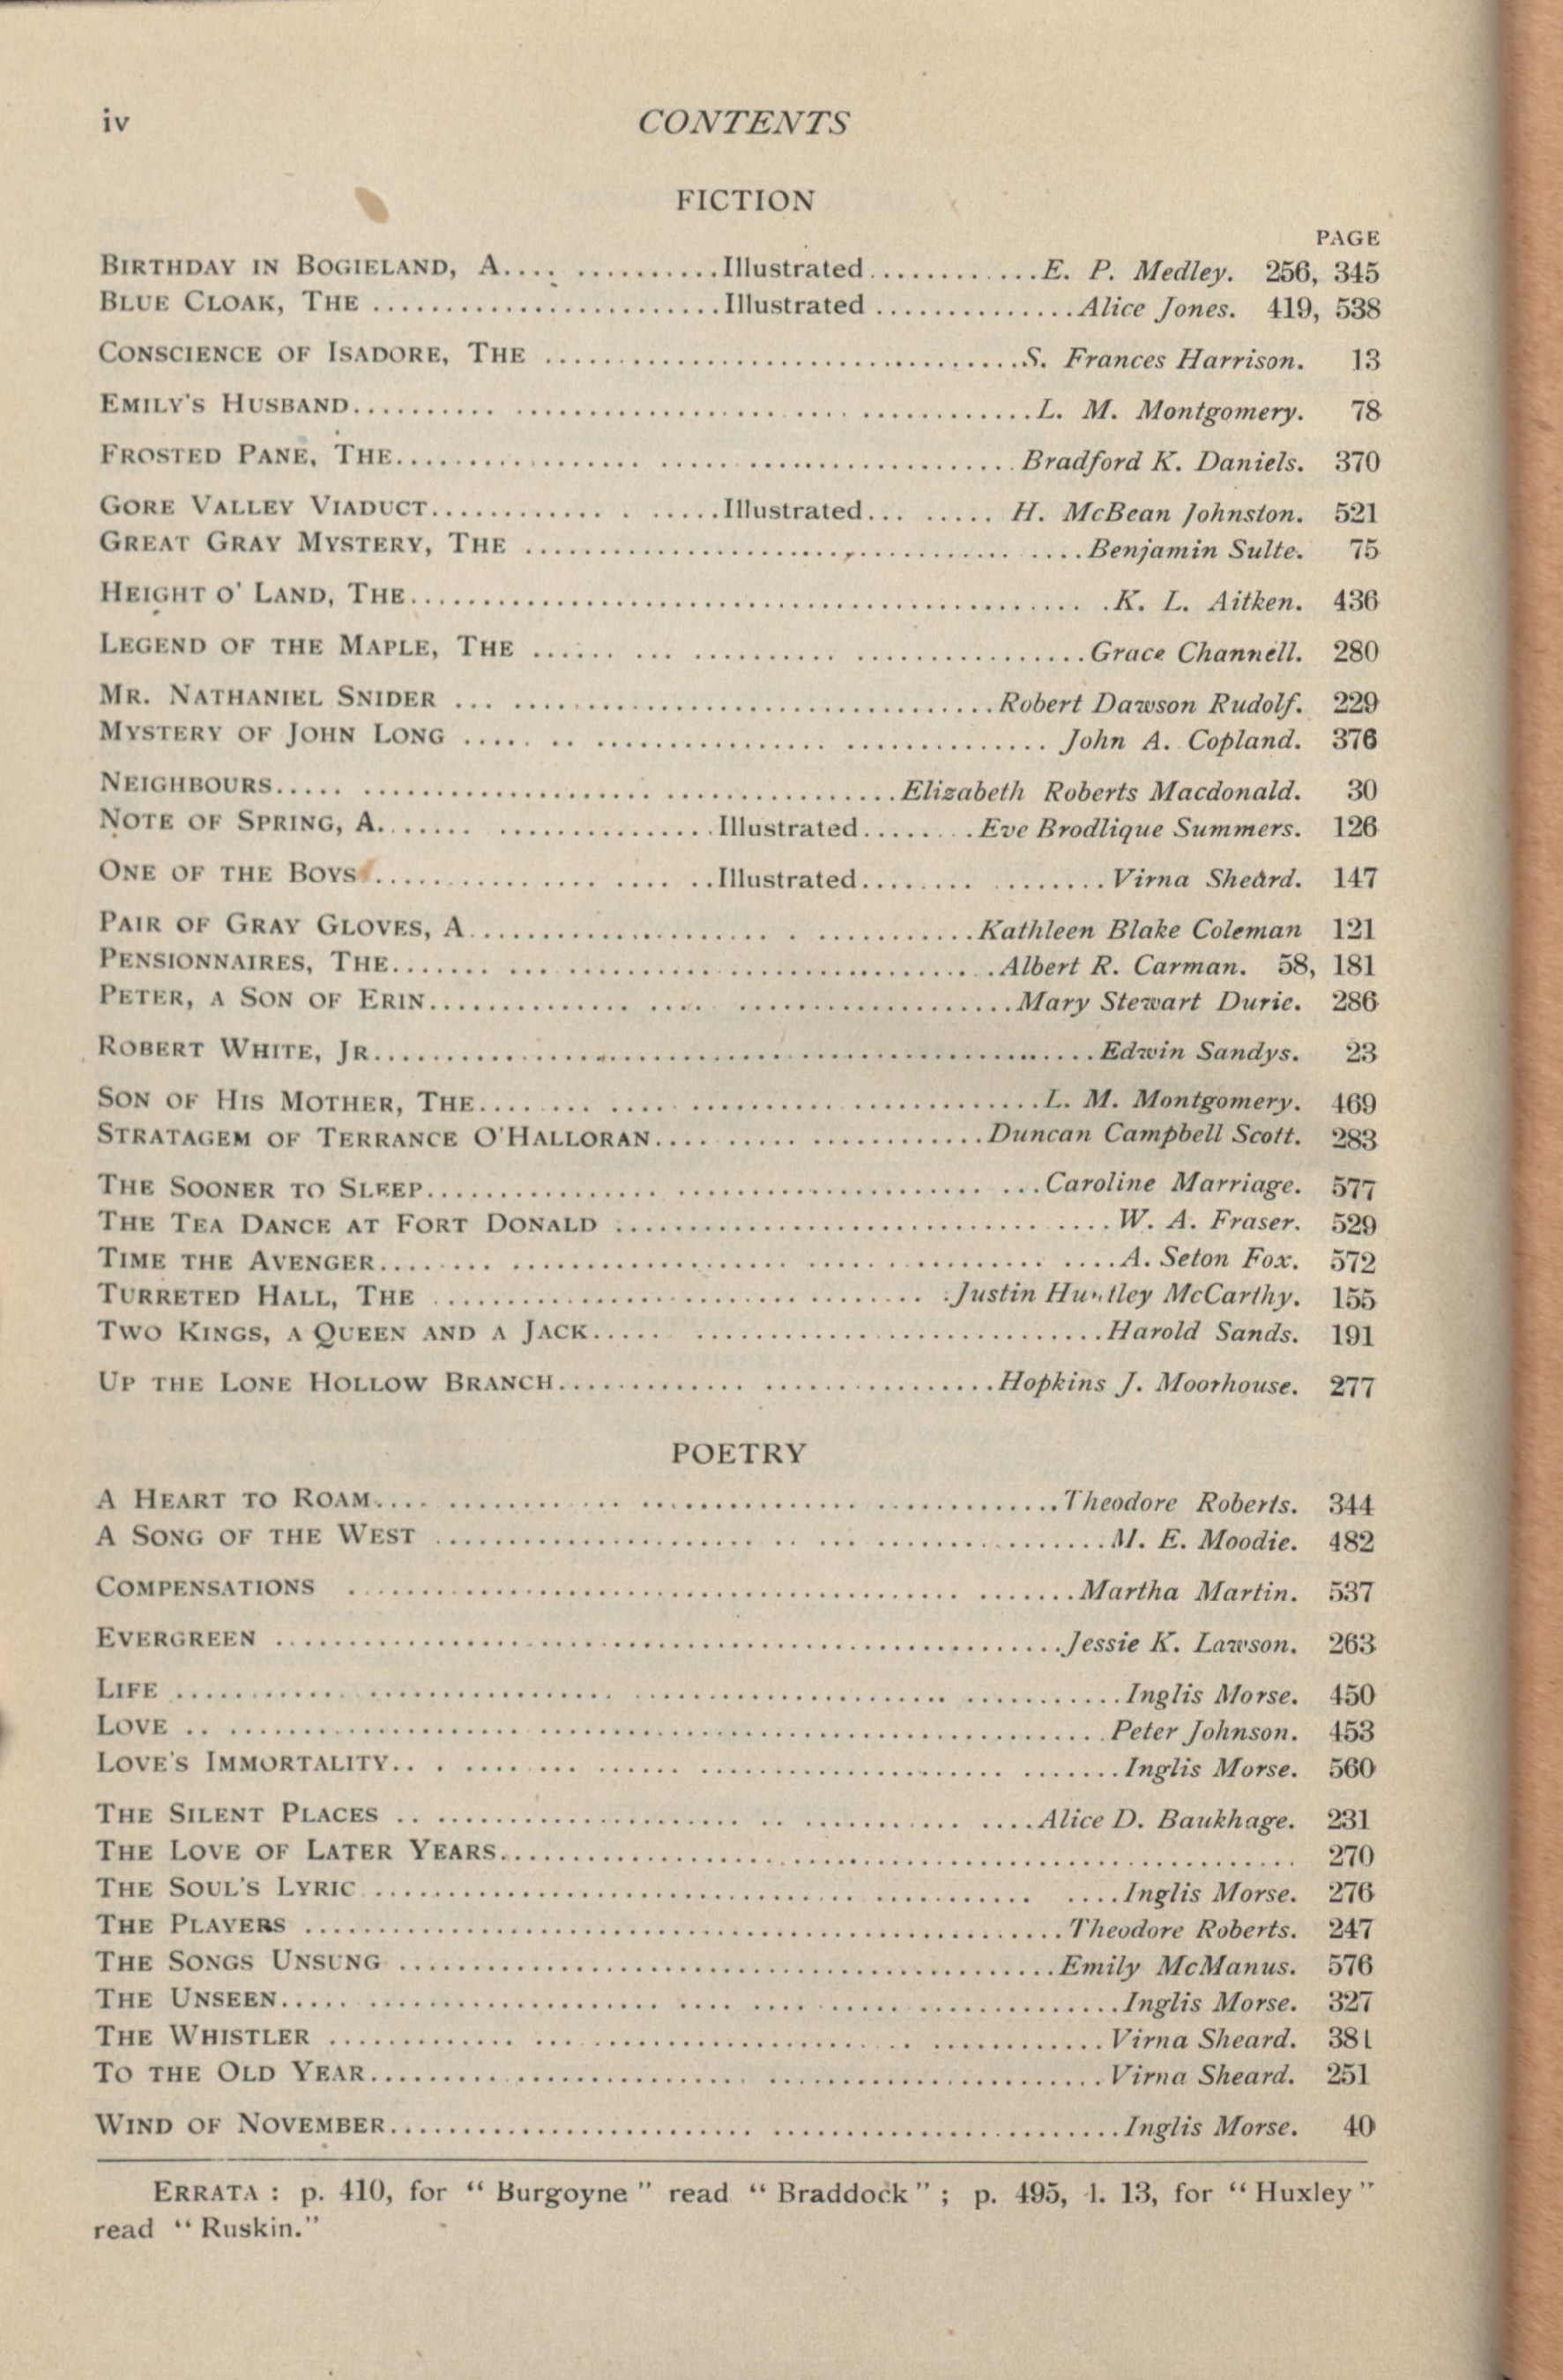 iv CONTENTS
FICTION
PAGE
BIRTHDAY IN BOGIELAND, A.... ..........Illustrated............E. P. Medley. 256, 345
BLUE CLOAK, THE ........................Illustrated ..............Alice Jones. 419, 538
CONSCIENCE OF ISADORE, THE .................................S. Frances Harrison. 13
EMILY'S HUSBAND.......... ................... .... ............L. M. Montgomery. 78
FROSTED PANE, THE................. ..... ...................Bradford K. Daniels. 370
GORE VALLEY VIADUCT............ . ......Illustrated... ...... H. McBean Johnston. 521
GREAT GRAY MYSTERY, THE ................................. ....Benjamin Sulte. 75
HEIGHT O' LAND, THE.............................................. .K. L. Aitken. 436
LEGEND OF THE MAPLE, THE ...... ... .......... ................Grace Channell. 280
MR. NATHANIEL SNIDER ... .................................Robert Dawson Rudolf. 229
MYSTERY OF JOHN LONG ..... .. ................ .............. John A. Copland. 376
NEIGHBOURS..... .................... ................Elizabeth Roberts Macdonald. 30
NOTE OF SPRING, A....... ...............Illustrated........Eve Brodlique Summers. 126
ONE OF THE BOYS ................ .... ..Illustrated........ ........Virna Sheard. 147
PAIR OF GRAY GLOVES, A..................... . ...........Kathleen Blake Coleman 121
PENSIONNAIRES, THE....... ... ..............................Albert R. Carman. 58, 181
PETER, A SON OF ERIN.............. .... ...................Mary Stewart Durie. 286
ROBERT WHITE, JR..................................................Edwin Sandys. 23
SON OF HIS MOTHER, THE........ .... ........................L. M. Montgomery. 469
STRATAGEM OF TERRANCE O'HALLORAN.... ..... ............Duncan Campbell Scott. 283
THE SOONER TO SLEEP................ ..................... ...Caroline Marriage. 577
THE TEA DANCE AT FORT DONALD ............................. ....W. A. Fraser. 529
TIME THE AVENGER........ ................... ................ ....A. Seton Fox. 572
TURRETED HALL, THE ......................... .........Justin Huntley McCarthy. 155
TWO KINGS, A QUEEN AND A JACK..... ............................Harold Sands. 191
UP THE LONE HOLLOW BRANCH............. ................Hopkins J. Moorhouse. 277
POETRY
A HEART TO ROAM.... ............ ............... .............Theodore Roberts. 344
A SONG OF THE WEST ...................... .. ... ................M. E. Moodie. 482
COMPENSATIONS .......................................... .......Martha Martin. 537
EVERGREEN ......................................................Jessie K. Lawson. 263
LIFE ............. ................. ...................... ...........Inglis Morse. 450
LOVE .. ............................................................Peter Johnson. 453
LOVE'S IMMORTALITY.. . .......... ...... ..................... .......Inglis Morse. 560
THE SILENT PLACES .. ..................... .. ........... ....Alice D. Baukhage. 231
THE LOVE OF LATER YEARS....................................................... 270
THE SOUL'S LYRIC ............................................. ....Inglis Morse. 276
THE PLAYERS ....................................................Theodore Roberts. 247
THE SONGS UNSUNG .............................................Emily McManus. 576
THE UNSEEN..... .................... .... .... ..... ...............Inglis Morse. 327
THE WHISTLER ............. ... ...................... ............Virna Sheard. 381
TO THE OLD YEAR.......................... .......................Virna Sheard. 251
WIND OF NOVEMBER......................... ........................Inglis Morse. 40
ERRATA : p. 410, for “ Burgoyne ” read “ Braddock ” ; p. 495, l. 13, for “ Huxley ”
read “ Ruskin.”